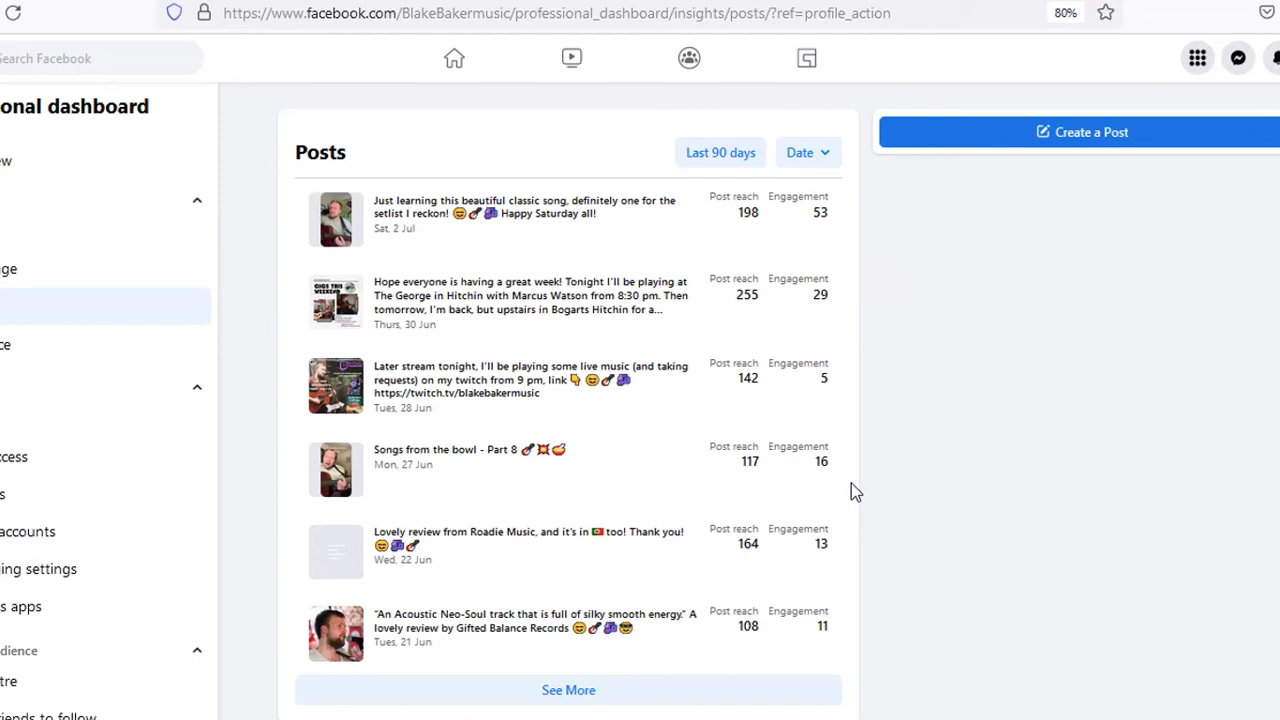 https://www.facebook.com/BlakeBakermusic/professional_dashboard/insights/posts/?ref=profile_action
80%
Search Facebook
onal dashboard
ew
ge
ce
ccess
s
accounts
ing settings
s apps
dience
tre
iends to follow
Posts
Last 90 days
Date
Create a Post
Just learning this beautiful classic song, definitely one for the
setlist I reckon! 😄🎸🫂 Happy Saturday all!
Sat, 2 Jul
Post reach
198
Engagement
53
GIGS THIS
WEEKEND
Hope everyone is having a great week! Tonight I'll be playing at
The George in Hitchin with Marcus Watson from 8:30 pm. Then
tomorrow, I'm back, but upstairs in Bogarts Hitchin for a...
Thurs, 30 Jun
Post reach
255
Engagement
29
Later stream tonight, I'll be playing some live music (and taking
requests) on my twitch from 9 pm, link 👇 😄🎸🫂
https://twitch.tv/blakebakermusic
Tues, 28 Jun
Post reach
142
Engagement
5
Songs from the bowl - Part 8 🎸💥🥣
Mon, 27 Jun
Post reach
117
Engagement
16
Lovely review from Roadie Music, and it's in 🇵🇹 too! Thank you!
😄🫂🎸
Wed, 22 Jun
Post reach
164
Engagement
13
"An Acoustic Neo-Soul track that is full of silky smooth energy." A
lovely review by Gifted Balance Records 😄🎸🫂😎
Tues, 21 Jun
Post reach
108
Engagement
11
See More